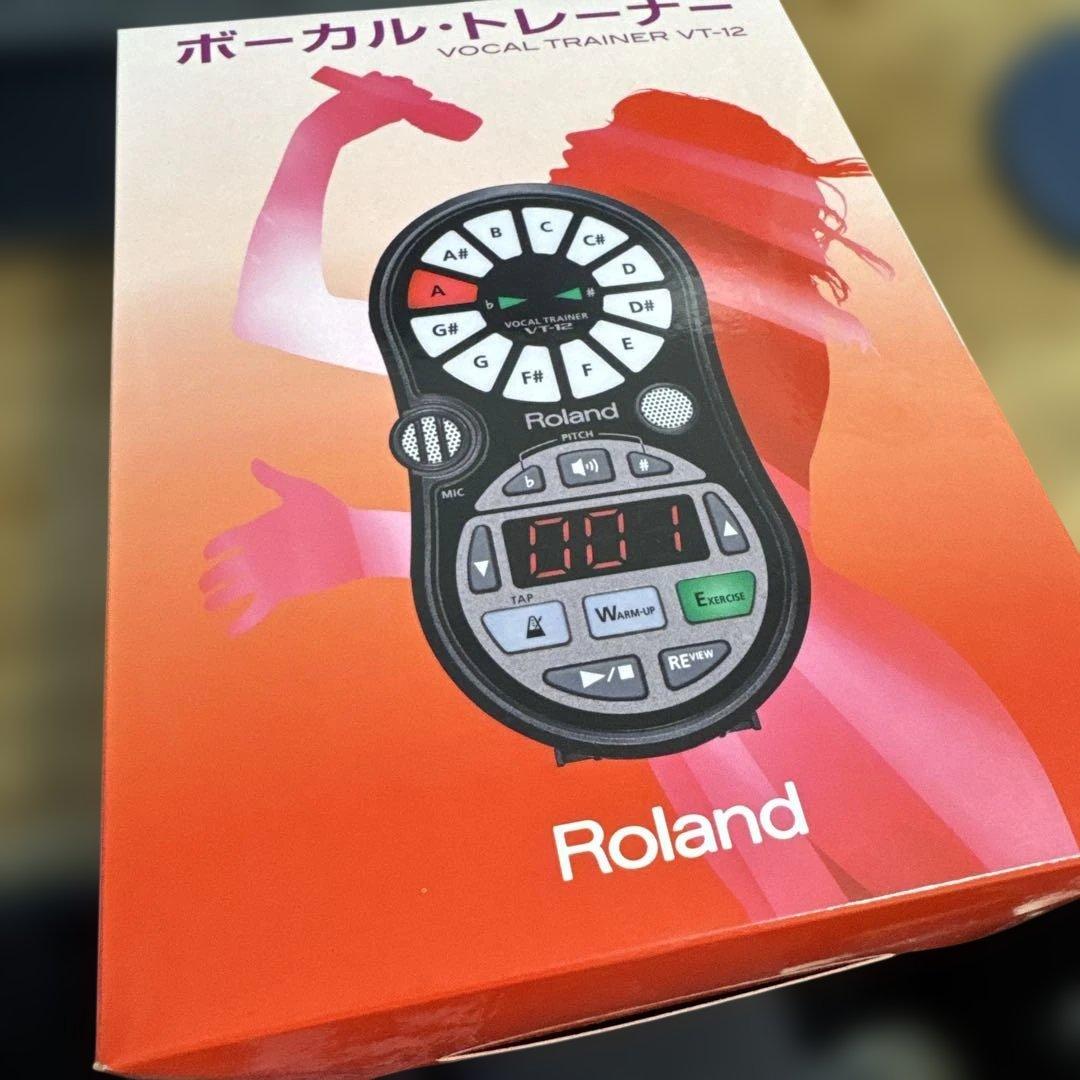 ボーカル・トレーナー
VOCAL TRAINER VT-12
C
C#
D
D#
E
F
F#
G
G#
A
A#
B
♭
#
VOCAL TRAINER
VT-12
Roland
MIC
PITCH
♭
#
001
TAP
WARM-UP
EXERCISE
REVIEW
Roland